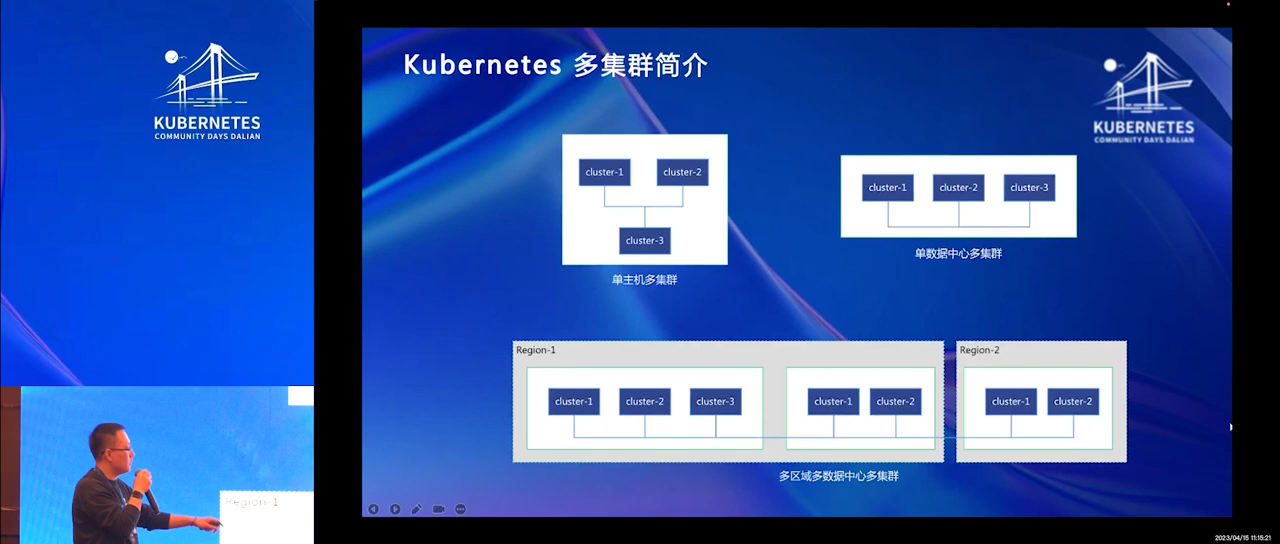 KUBERNETES
COMMUNITY DAYS DALIAN
Region-1
Kubernetes 多集群简介
KUBERNETES
COMMUNITY DAYS DALIAN
cluster-1
cluster-2
cluster-3
单主机多集群
cluster-1
cluster-2
cluster-3
单数据中心多集群
Region-1
cluster-1
cluster-2
cluster-3
cluster-1
cluster-2
Region-2
cluster-1
cluster-2
多区域多数据中心多集群
2023/04/15 11:15:21